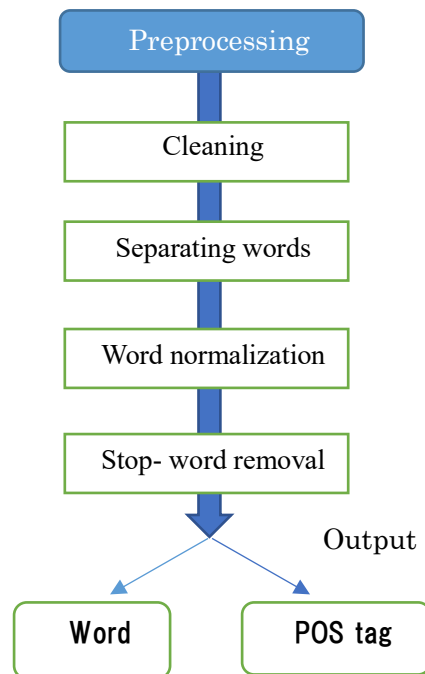 Preprocessing
Cleaning
Separating words
Word normalization
Stop- word removal
Output
Word
POS tag